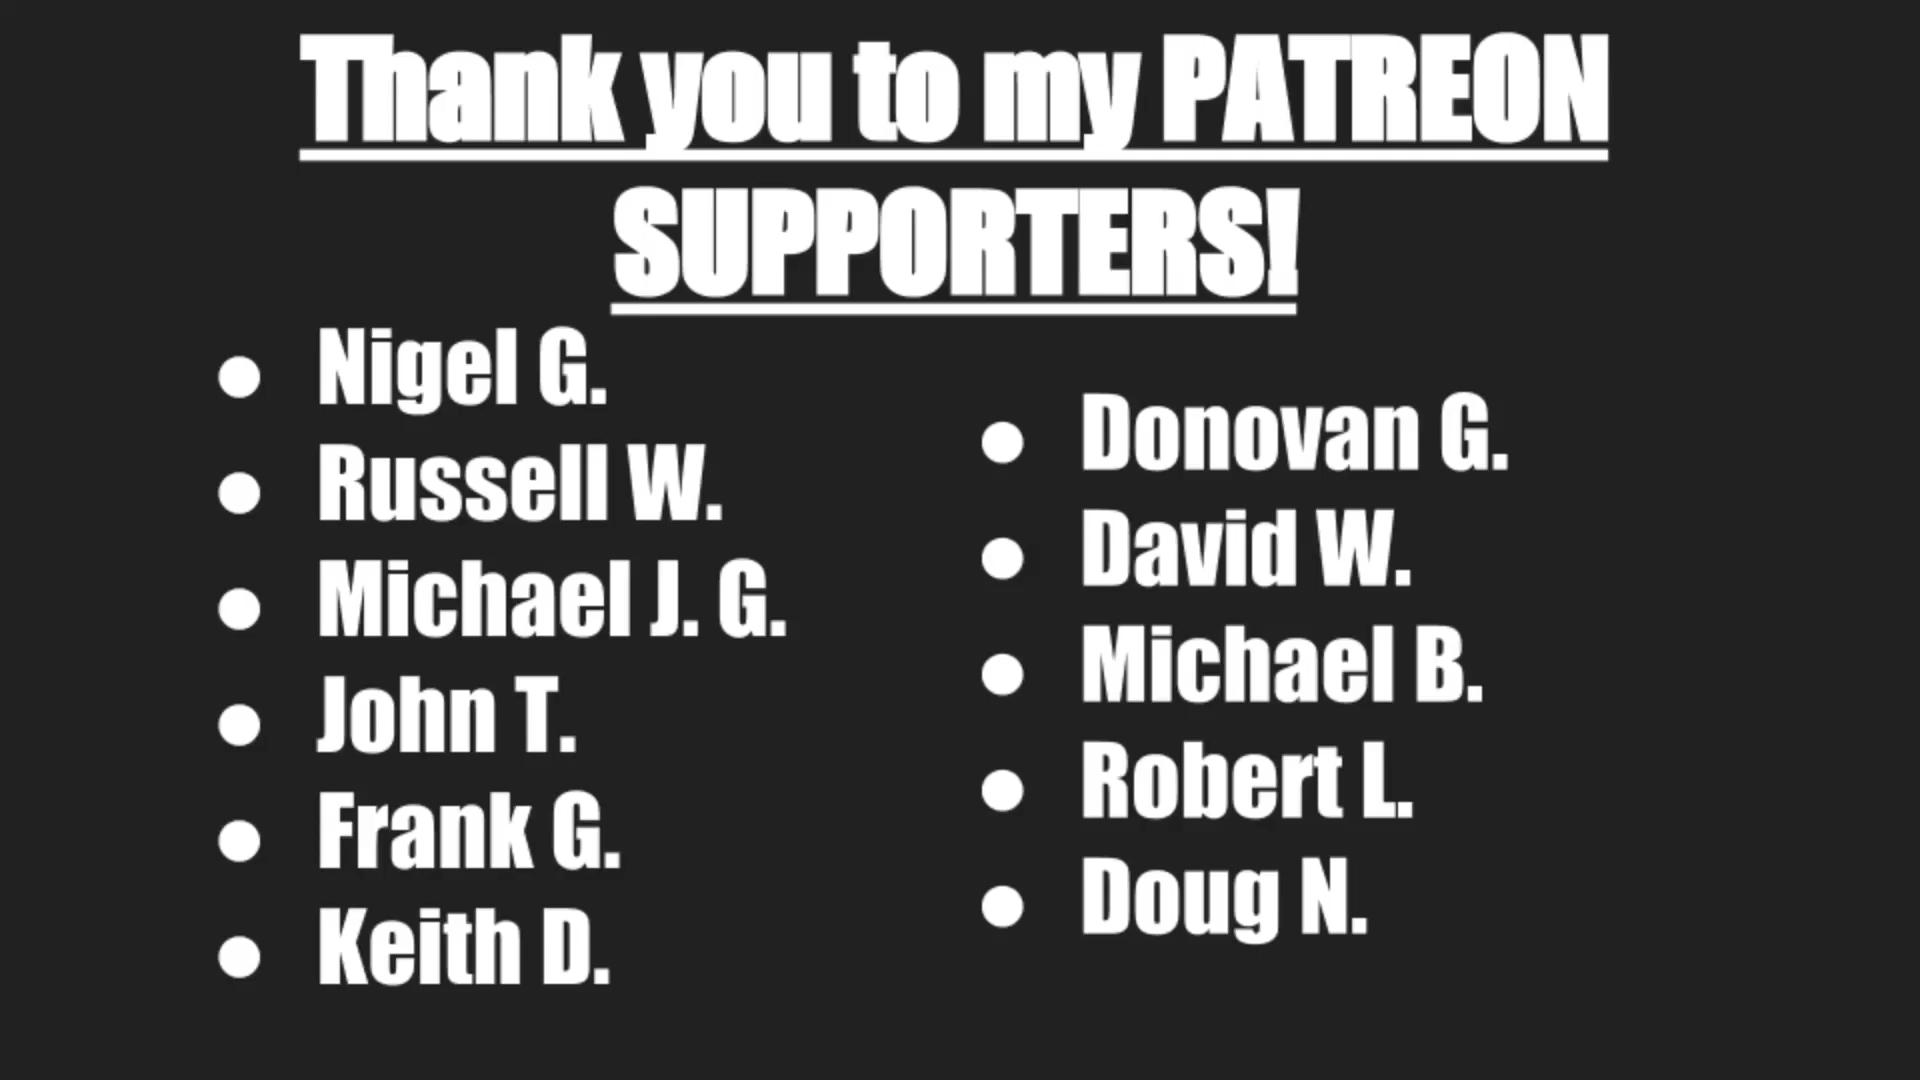 Thank you to my PATREON
SUPPORTERS!
● Nigel G.
● Russell W.
● Michael J. G.
● John T.
● Frank G.
● Keith D.
● Donovan G.
● David W.
● Michael B.
● Robert L.
● Doug N.